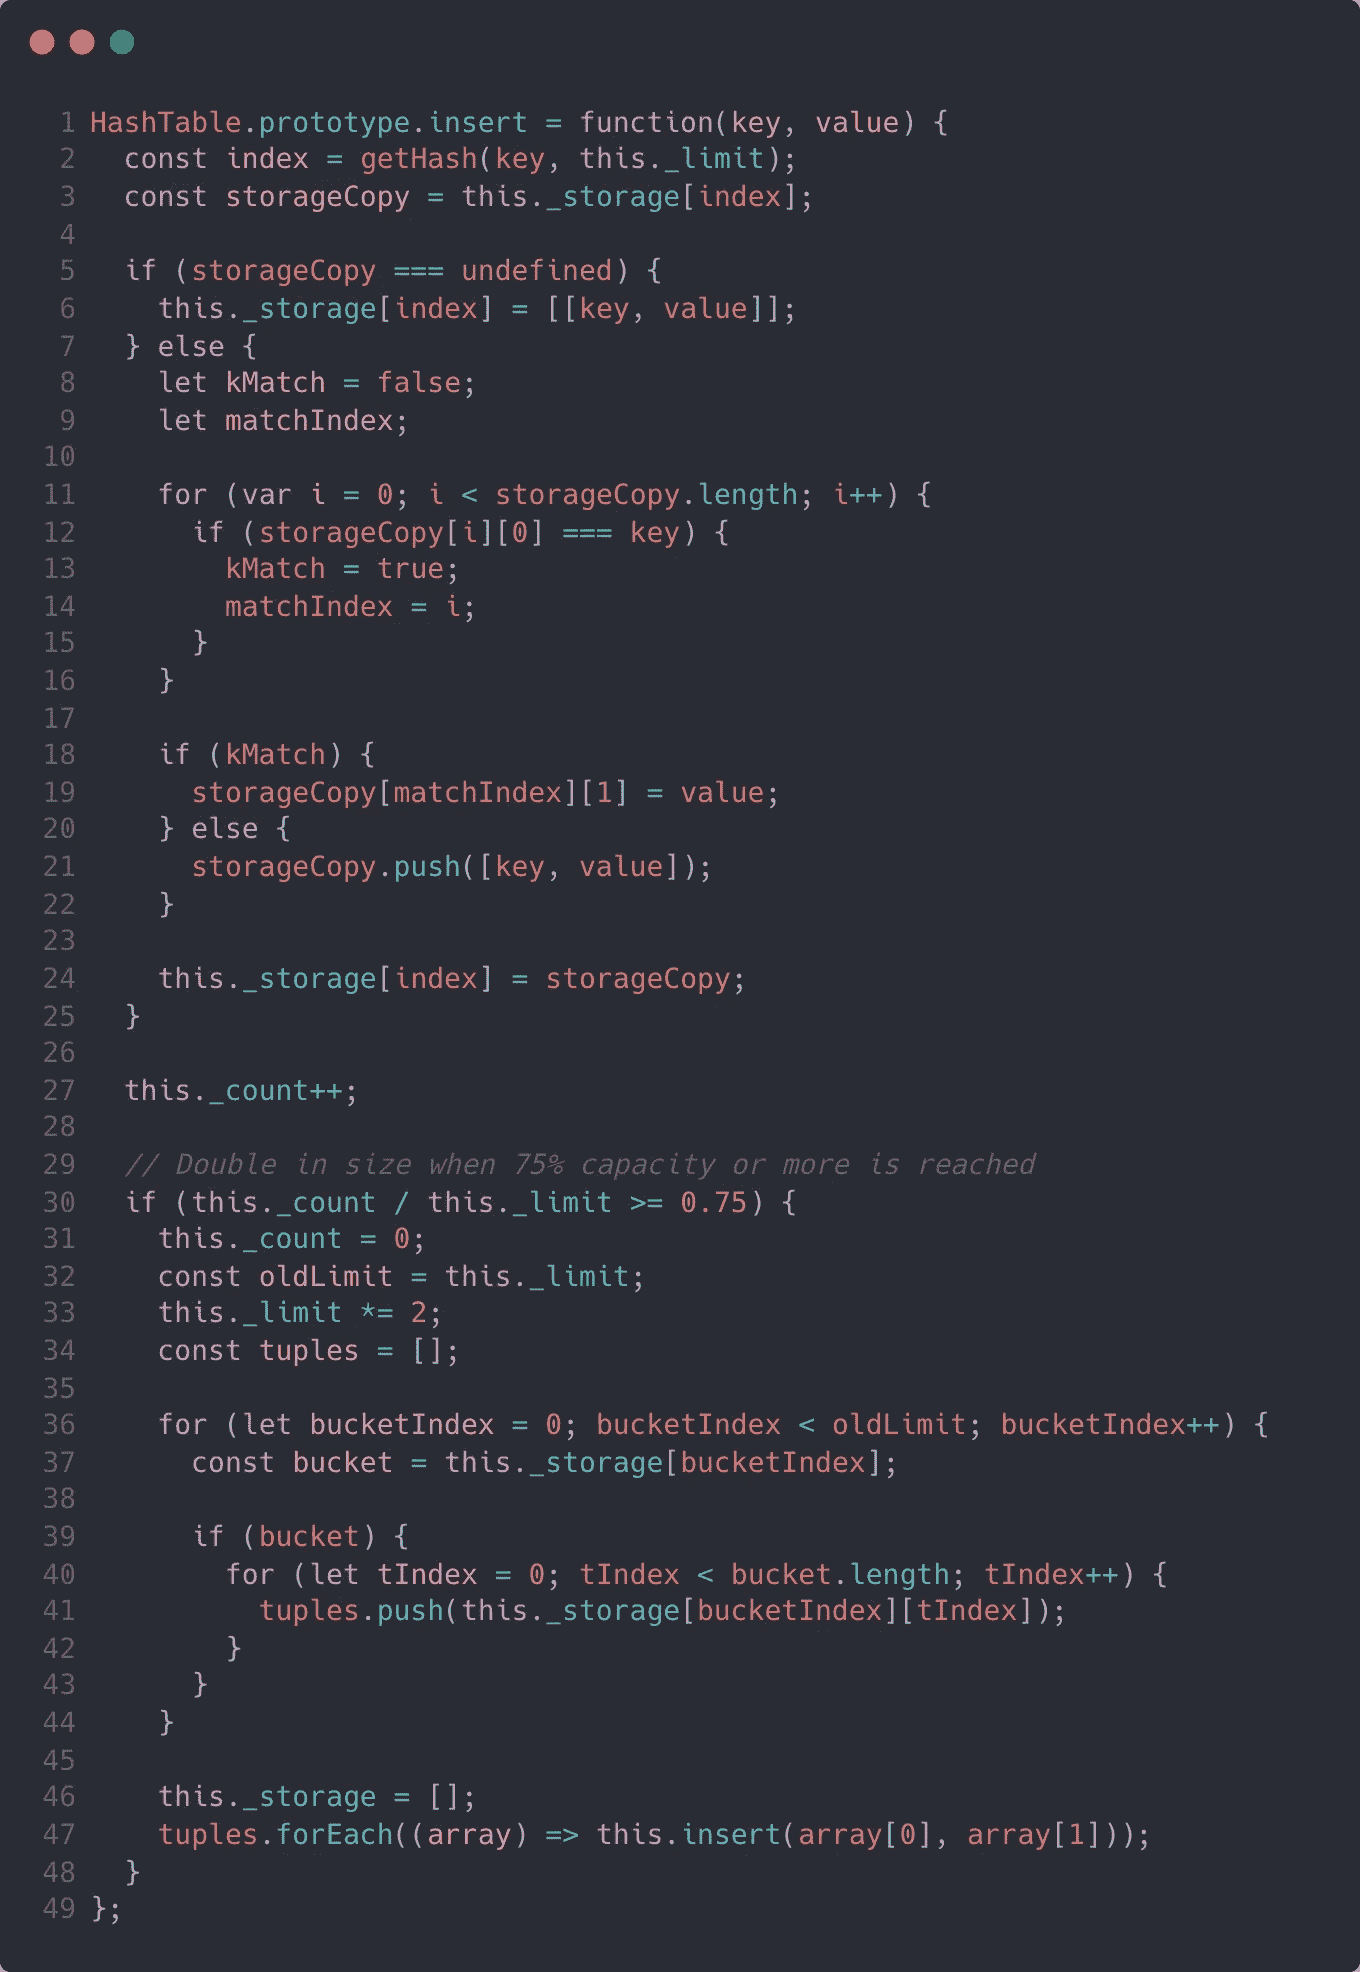 1 HashTable.prototype.insert = function(key, value) {
2   const index = getHash(key, this._limit);
3   const storageCopy = this._storage[index];
4
5   if (storageCopy === undefined) {
6     this._storage[index] = [[key, value]];
7   } else {
8     let kMatch = false;
9     let matchIndex;
10
11     for (var i = 0; i < storageCopy.length; i++) {
12       if (storageCopy[i][0] === key) {
13         kMatch = true;
14         matchIndex = i;
15       }
16     }
17
18     if (kMatch) {
19       storageCopy[matchIndex][1] = value;
20     } else {
21       storageCopy.push([key, value]);
22     }
23
24     this._storage[index] = storageCopy;
25   }
26
27   this._count++;
28
29   // Double in size when 75% capacity or more is reached
30   if (this._count / this._limit >= 0.75) {
31     this._count = 0;
32     const oldLimit = this._limit;
33     this._limit *= 2;
34     const tuples = [];
35
36     for (let bucketIndex = 0; bucketIndex < oldLimit; bucketIndex++) {
37       const bucket = this._storage[bucketIndex];
38
39       if (bucket) {
40         for (let tIndex = 0; tIndex < bucket.length; tIndex++) {
41           tuples.push(this._storage[bucketIndex][tIndex]);
42         }
43       }
44     }
45
46     this._storage = [];
47     tuples.forEach((array) => this.insert(array[0], array[1]));
48   }
49 };